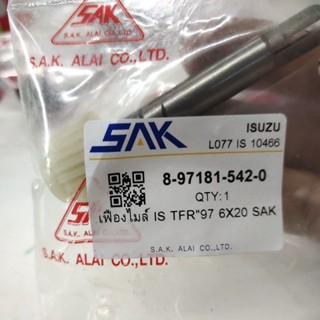 SAK
S.A.K. ALAI CO.,LTD.
SAK
S.A.K. ALAI CO.,LTD.
SAK
ISUZU
L077 IS 10466
8-97181-542-0
QTY:1
เฟืองไมล์ IS TFR"97 6X20 SAK
S.A.K. ALAI CO.,LTD.